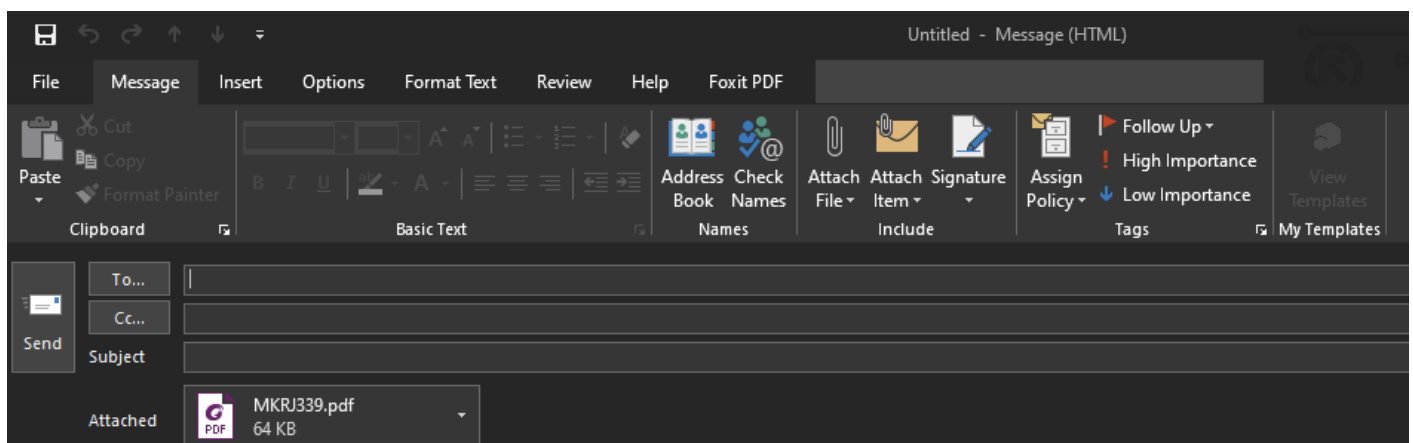 Untitled - Message (HTML)
File Message Insert Options Format Text Review Help Foxit PDF
Paste
Cut
Copy
Format Painter
Clipboard
B I U
Basic Text
Address Book
Check Names
Names
Attach File
Attach Item
Signature
Include
Assign Policy
Follow Up
High Importance
Low Importance
Tags
View Templates
My Templates
Send
To...
Cc...
Subject
Attached
PDF
MKRJ339.pdf
64 KB